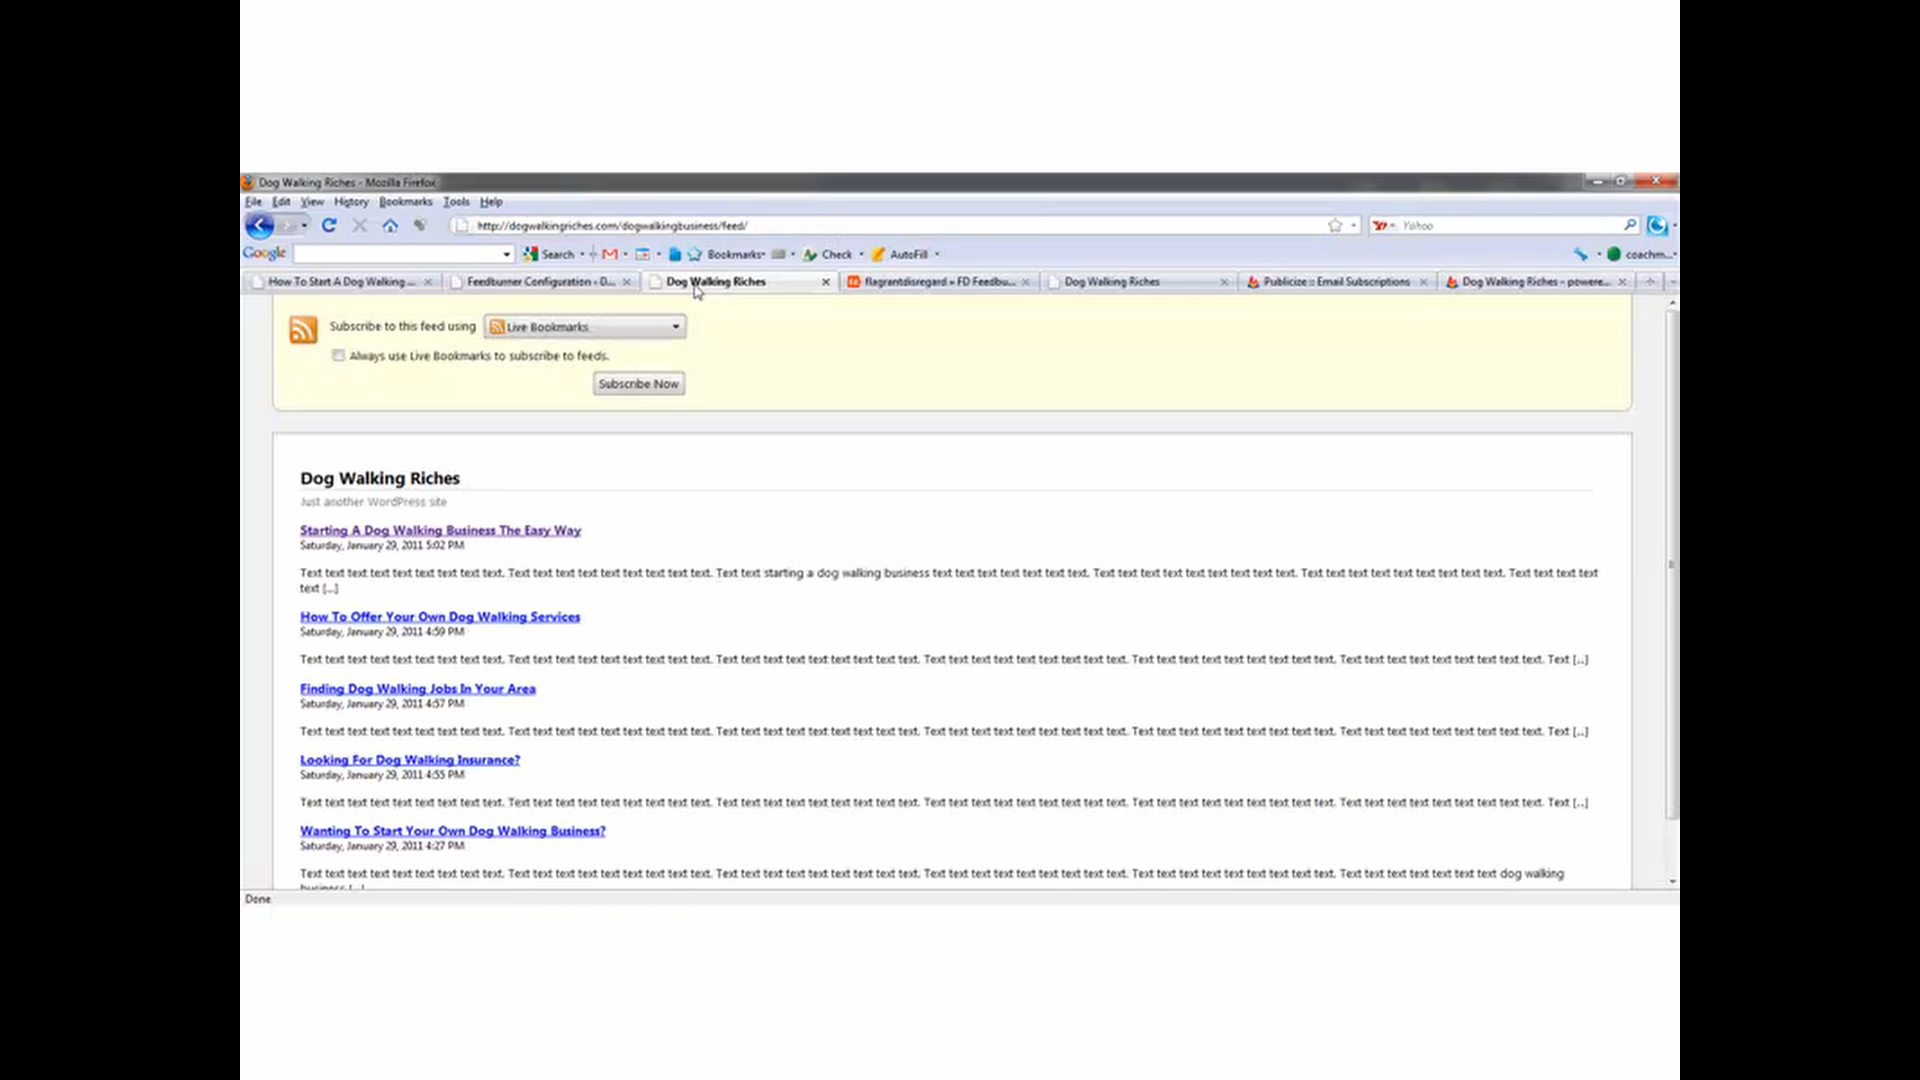 Dog Walking Riches - Mozilla Firefox
File Edit View History Bookmarks Tools Help
http://dogwalkingriches.com/dogwalkingbusiness/feed/ Yahoo
Google Search Bookmarks Check AutoFill coachm...
How To Start A Dog Walking ... Feedburner Configuration ‹ D... Dog Walking Riches flagrantdisregard » FD Feedbu... Dog Walking Riches Publicize :: Email Subscriptions Dog Walking Riches - powere...
Subscribe to this feed using Live Bookmarks
Always use Live Bookmarks to subscribe to feeds.
Subscribe Now
Dog Walking Riches
Just another WordPress site
Starting A Dog Walking Business The Easy Way
Saturday, January 29, 2011 5:02 PM
Text text text text text text text text text. Text text text text text text text text text. Text text starting a dog walking business text text text text text text text. Text text text text text text text text text. Text text text text text text text text text. Text text text text
text [...]
How To Offer Your Own Dog Walking Services
Saturday, January 29, 2011 4:59 PM
Text text text text text text text text text. Text text text text text text text text text. Text text text text text text text text text. Text text text text text text text text text. Text text text text text text text text text. Text text text text text text text text text. Text [...]
Finding Dog Walking Jobs In Your Area
Saturday, January 29, 2011 4:57 PM
Text text text text text text text text text. Text text text text text text text text text. Text text text text text text text text text. Text text text text text text text text text. Text text text text text text text text text. Text text text text text text text text text. Text [...]
Looking For Dog Walking Insurance?
Saturday, January 29, 2011 4:55 PM
Text text text text text text text text text. Text text text text text text text text text. Text text text text text text text text text. Text text text text text text text text text. Text text text text text text text text text. Text text text text text text text text text. Text [...]
Wanting To Start Your Own Dog Walking Business?
Saturday, January 29, 2011 4:27 PM
Text text text text text text text text text. Text text text text text text text text text. Text text text text text text text text text. Text text text text text text text text text. Text text text text text text text text text. Text text text text text text text dog walking
business [...]
Done